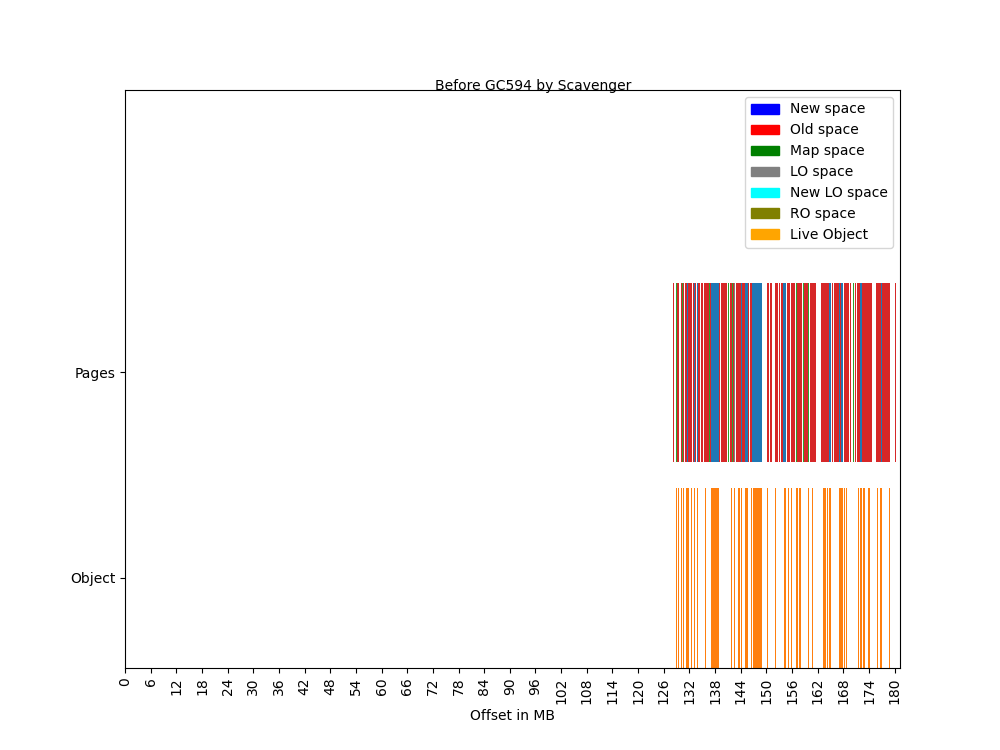 Before GC594 by Scavenger
New space
Old space
Map space
LO space
New LO space
RO space
Live Object
Pages
Object
0 6 12 18 24 30 36 42 48 54 60 66 72 78 84 90 96 102 108 114 120 126 132 138 144 150 156 162 168 174 180
Offset in MB